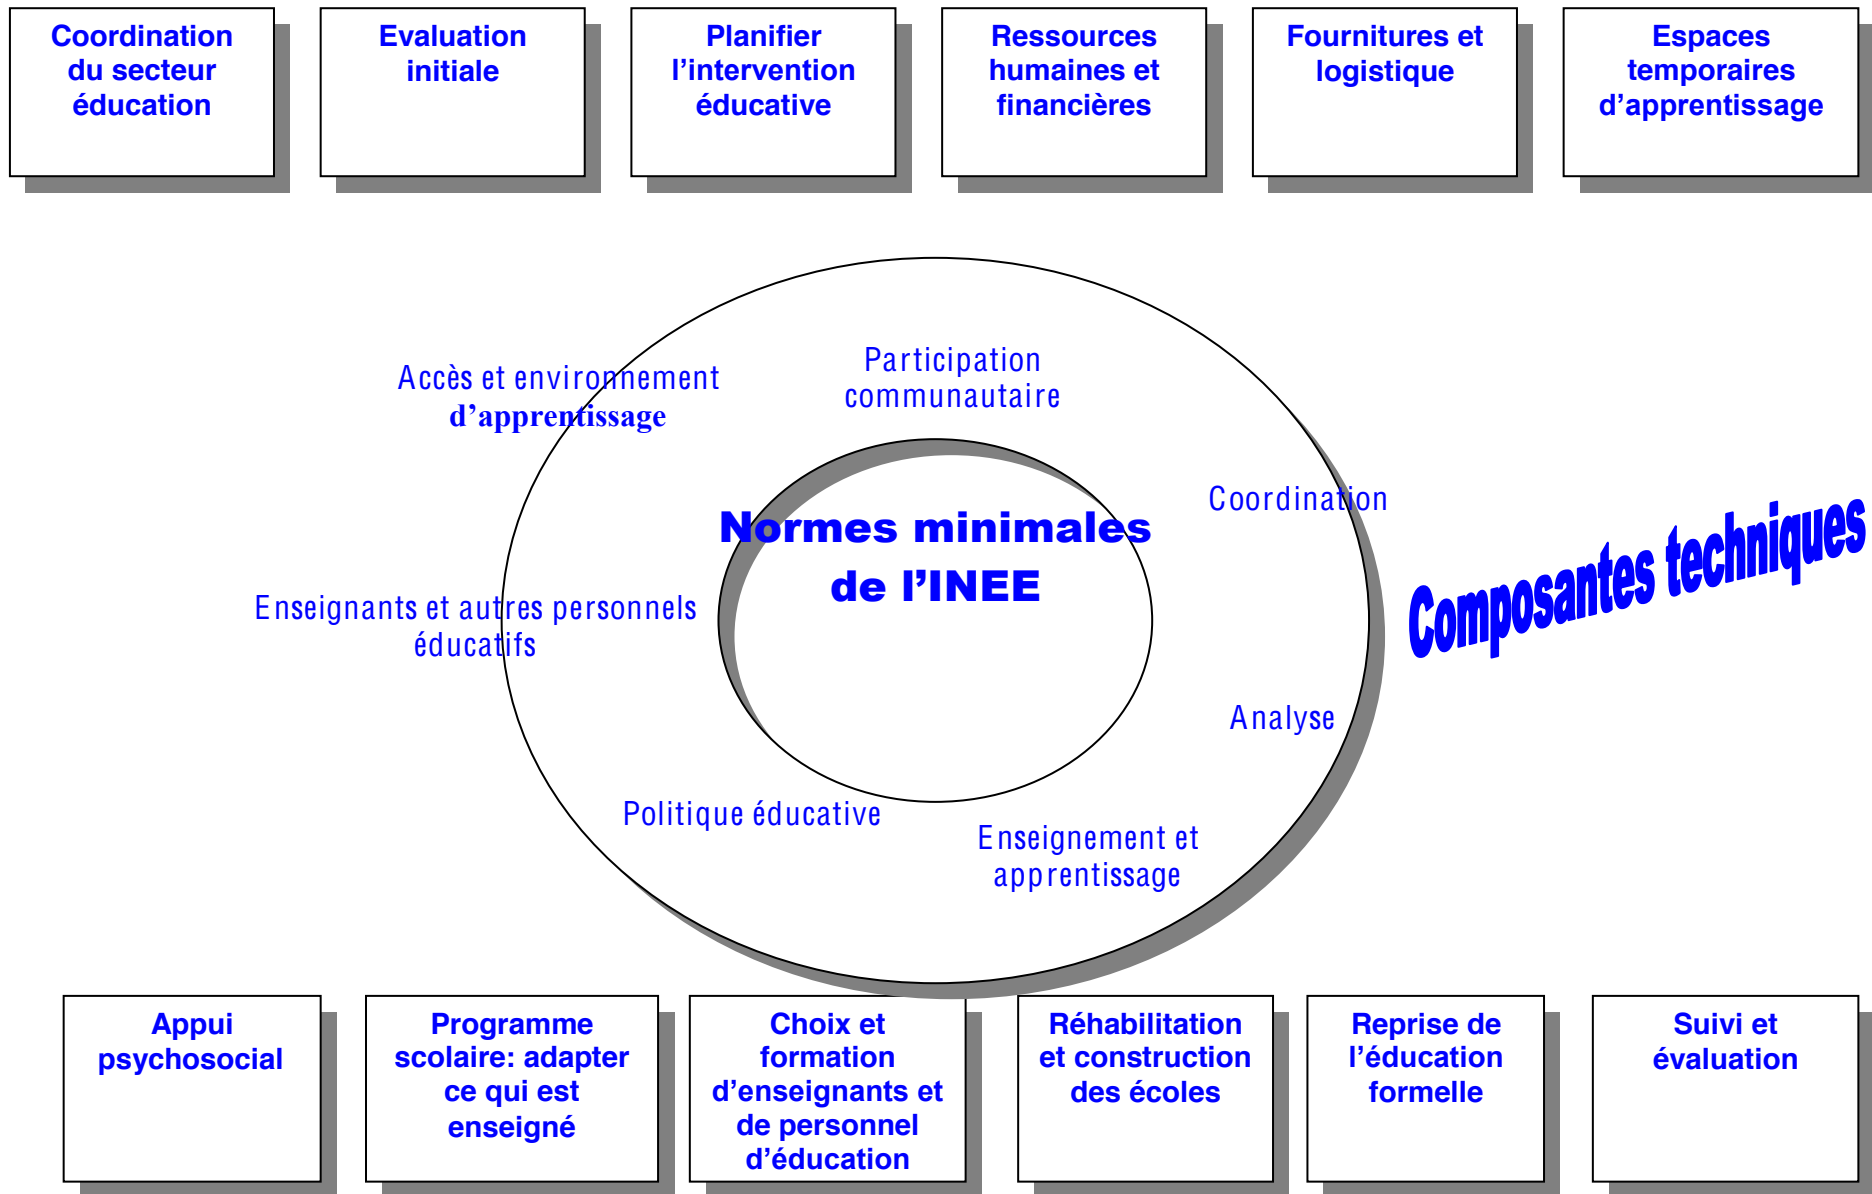 Coordination
du secteur
éducation
Evaluation
initiale
Planifier
l’intervention
éducative
Ressources
humaines et
financières
Fournitures et
logistique
Espaces
temporaires
d’apprentissage
Accès et environnement
d’apprentissage
Participation
communautaire
Coordination
Normes minimales
de l’INEE
Composantes techniques
Enseignants et autres personnels
éducatifs
Analyse
Politique éducative
Enseignement et
apprentissage
Appui
psychosocial
Programme
scolaire: adapter
ce qui est
enseigné
Choix et
formation
d’enseignants et
de personnel
d’éducation
Réhabilitation
et construction
des écoles
Reprise de
l’éducation
formelle
Suivi et
évaluation